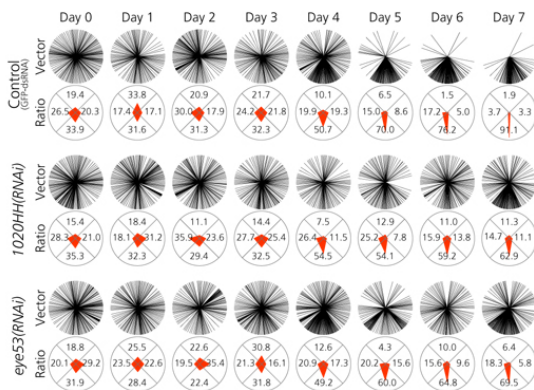 Day 0 Day 1 Day 2 Day 3 Day 4 Day 5 Day 6 Day 7
Control
(GFP-dsRNA)
Vector
Ratio
19.4 33.8 20.9 21.7 10.1 6.5 1.5 1.9
26.5 20.3 17.4 17.1 30.0 17.9 24.2 21.8 19.9 19.3 15.0 8.6 17.2 5.0 3.7 3.3
33.9 31.6 31.3 32.3 50.7 70.0 76.2 91.1
1020HH(RNAi)
Vector
Ratio
15.4 18.4 11.1 14.4 7.5 12.9 11.0 11.3
28.3 21.0 18.1 31.2 35.9 23.6 27.7 25.4 26.4 11.5 25.2 7.8 15.9 13.8 14.7 11.1
35.3 32.3 29.4 32.5 54.5 54.1 59.2 62.9
eye53(RNAi)
Vector
Ratio
18.8 25.5 22.6 30.8 12.6 4.3 10.0 6.4
20.1 29.2 23.5 22.6 19.5 35.4 21.3 16.1 20.9 17.3 20.2 15.6 15.6 9.6 18.3 5.8
31.9 28.4 22.4 31.8 49.2 60.0 64.8 69.5